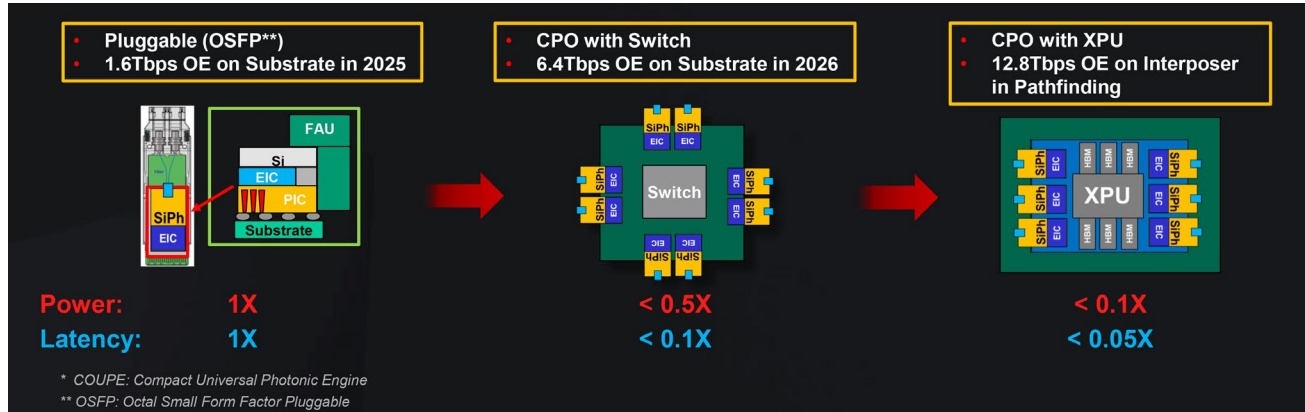 Pluggable (OSFP**)
1.6Tbps OE on Substrate in 2025
CPO with Switch
6.4Tbps OE on Substrate in 2026
CPO with XPU
12.8Tbps OE on Interposer
in Pathfinding
SiPh
EIC
FAU
Si
EIC
PIC
Substrate
SiPh
EIC
SiPh
EIC
SiPh
EIC
SiPh
EIC
Switch
EIC
SiPh
EIC
SiPh
EIC
SiPh
EIC
SiPh
SiPh
EIC
SiPh
EIC
SiPh
EIC
HBM
HBM
HBM
XPU
HBM
HBM
HBM
EIC
SiPh
EIC
SiPh
EIC
SiPh
Power: 1X < 0.5X < 0.1X
Latency: 1X < 0.1X < 0.05X
* COUPE: Compact Universal Photonic Engine
** OSFP: Octal Small Form Factor Pluggable